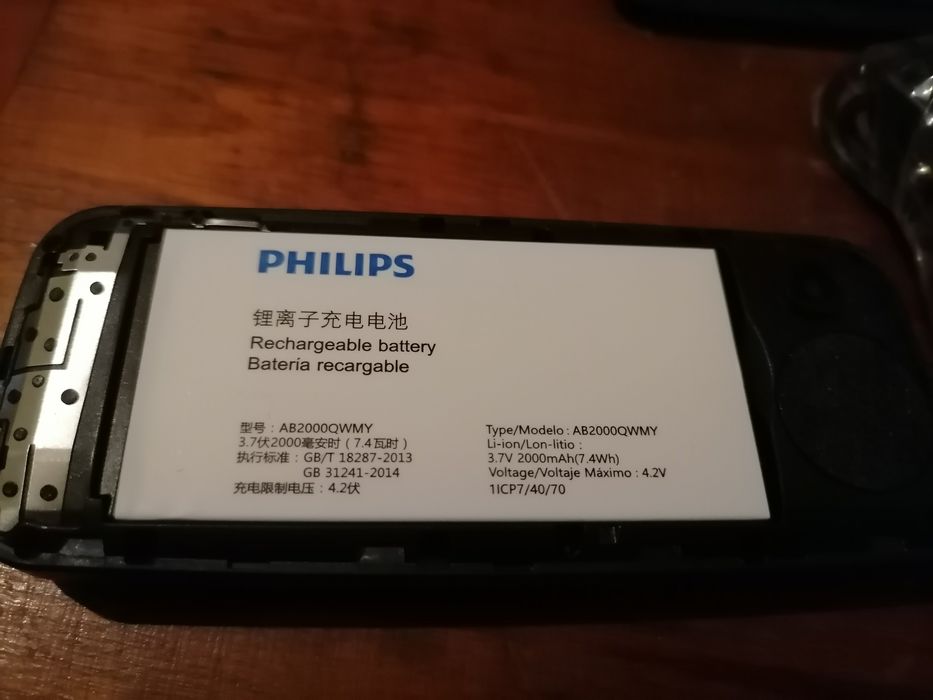 PHILIPS
锂离子充电电池
Rechargeable battery
Batería recargable
型号：AB2000QWMY
3.7伏2000毫安时（7.4瓦时）
执行标准：GB/T 18287-2013
GB 31241-2014
充电限制电压：4.2伏
Type/Modelo : AB2000QWMY
Li-ion/Lon-litio :
3.7V 2000mAh(7.4Wh)
Voltage/Voltaje Máximo : 4.2V
1ICP7/40/70